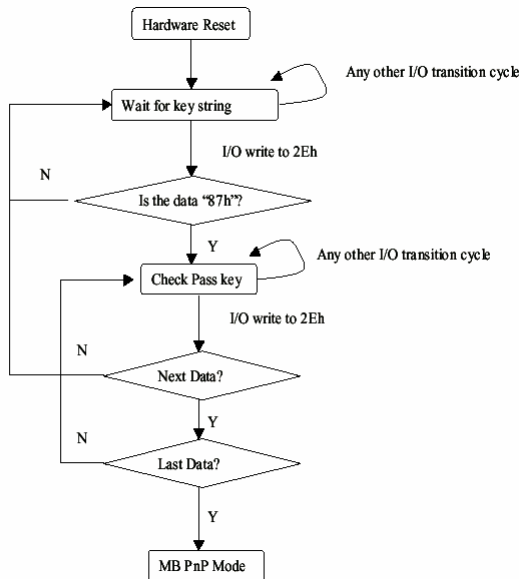 Hardware Reset
Any other I/O transition cycle
Wait for key string
I/O write to 2Eh
N
Is the data “87h”?
Y
Any other I/O transition cycle
Check Pass key
I/O write to 2Eh
N
Next Data?
Y
N
Last Data?
Y
MB PnP Mode